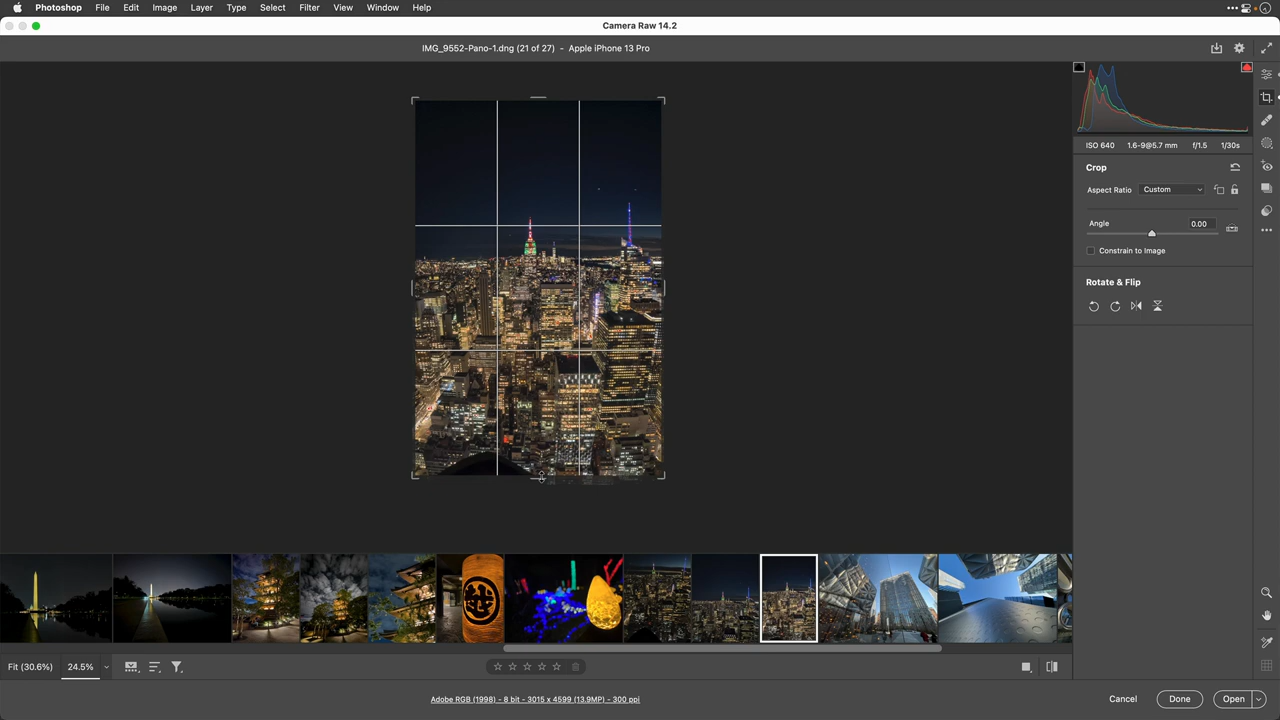 Photoshop File Edit Image Layer Type Select Filter View Window Help
Camera Raw 14.2
IMG_9552-Pano-1.dng (21 of 27) - Apple iPhone 13 Pro
ISO 640 1.6-9@5.7 mm f/1.5 1/30s
Crop
Aspect Ratio Custom
Angle 0.00
Constrain to Image
Rotate & Flip
Fit (30.6%) 24.5%
Adobe RGB (1998) - 8 bit - 3015 x 4599 (13.9MP) - 300 ppi
Cancel Done Open